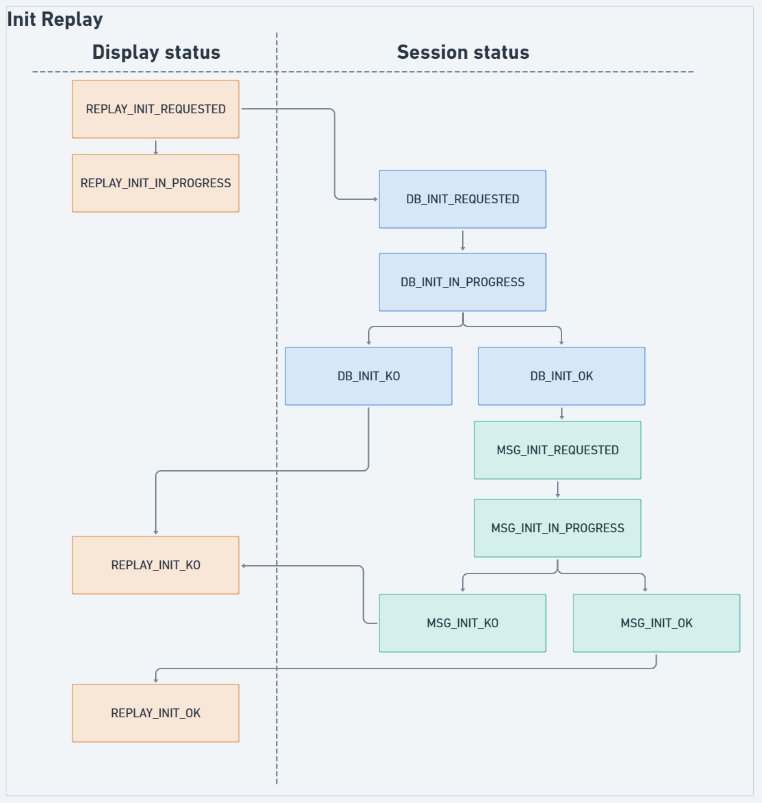 Init Replay
Display status
Session status
REPLAY_INIT_REQUESTED
REPLAY_INIT_IN_PROGRESS
DB_INIT_REQUESTED
DB_INIT_IN_PROGRESS
DB_INIT_KO
DB_INIT_OK
MSG_INIT_REQUESTED
MSG_INIT_IN_PROGRESS
REPLAY_INIT_KO
MSG_INIT_KO
MSG_INIT_OK
REPLAY_INIT_OK